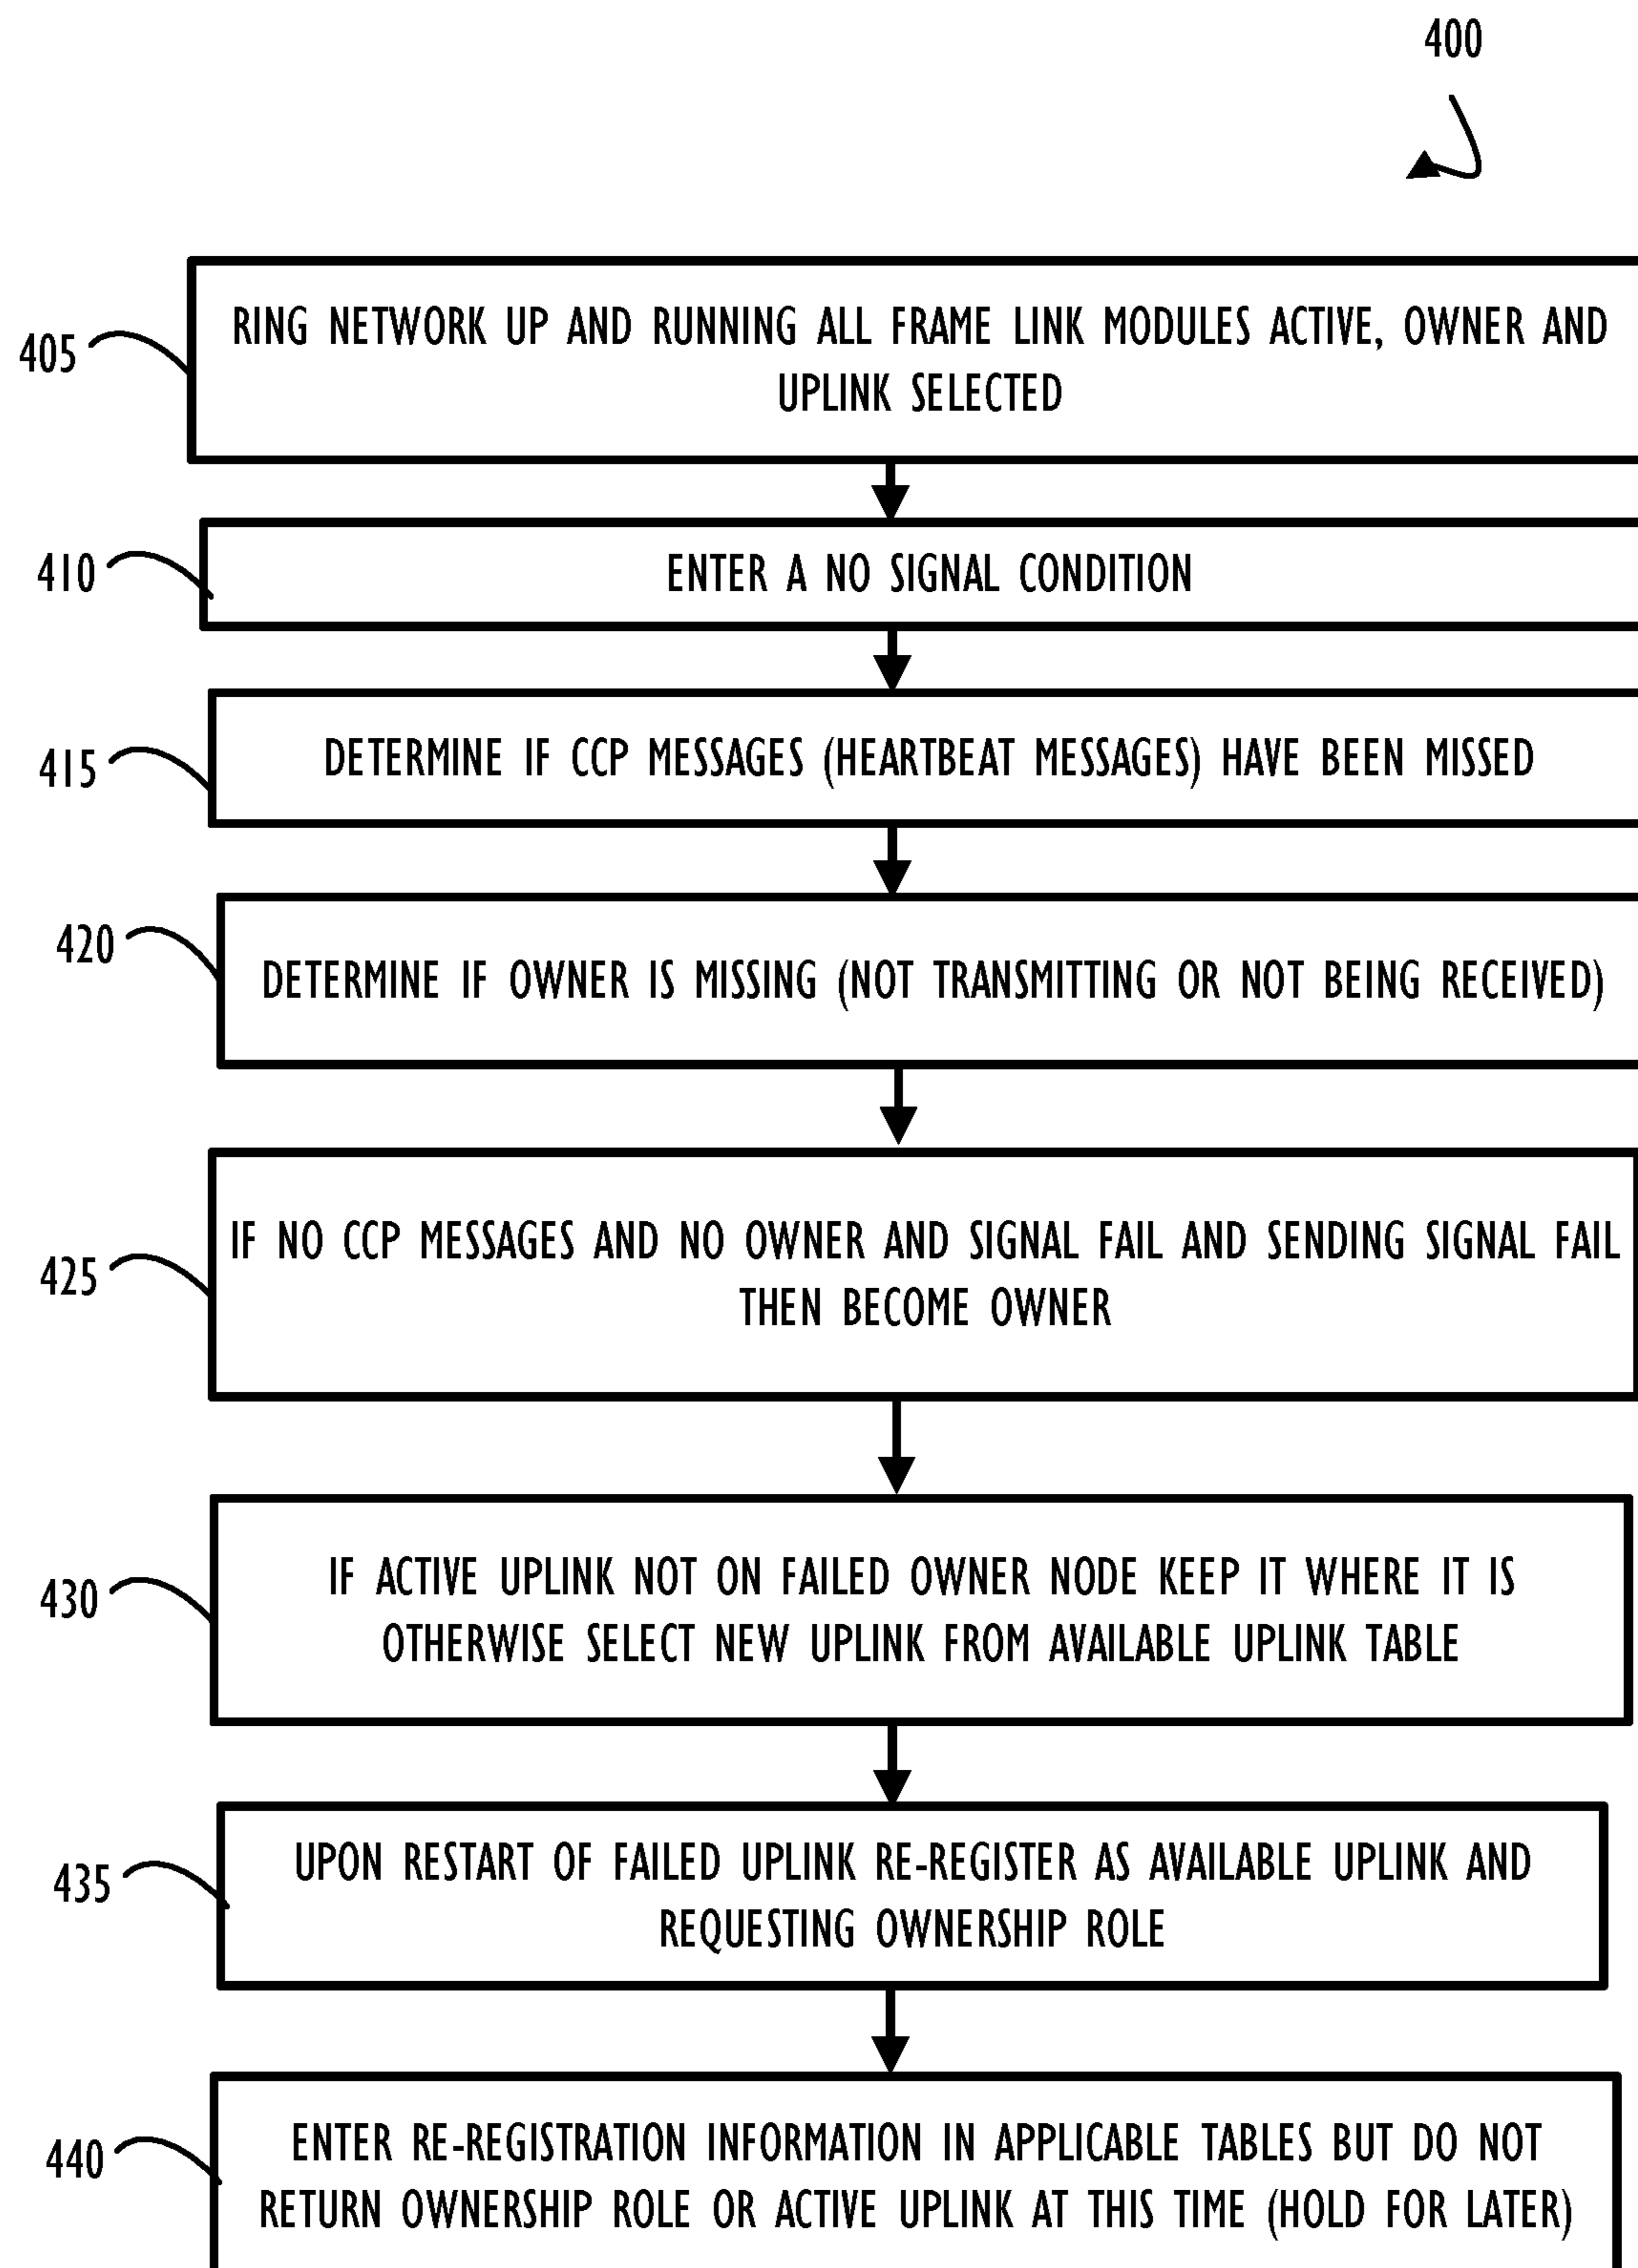 400
405
RING NETWORK UP AND RUNNING ALL FRAME LINK MODULES ACTIVE, OWNER AND
UPLINK SELECTED
410
ENTER A NO SIGNAL CONDITION
415
DETERMINE IF CCP MESSAGES (HEARTBEAT MESSAGES) HAVE BEEN MISSED
420
DETERMINE IF OWNER IS MISSING (NOT TRANSMITTING OR NOT BEING RECEIVED)
425
IF NO CCP MESSAGES AND NO OWNER AND SIGNAL FAIL AND SENDING SIGNAL FAIL
THEN BECOME OWNER
430
IF ACTIVE UPLINK NOT ON FAILED OWNER NODE KEEP IT WHERE IT IS
OTHERWISE SELECT NEW UPLINK FROM AVAILABLE UPLINK TABLE
435
UPON RESTART OF FAILED UPLINK RE-REGISTER AS AVAILABLE UPLINK AND
REQUESTING OWNERSHIP ROLE
440
ENTER RE-REGISTRATION INFORMATION IN APPLICABLE TABLES BUT DO NOT
RETURN OWNERSHIP ROLE OR ACTIVE UPLINK AT THIS TIME (HOLD FOR LATER)